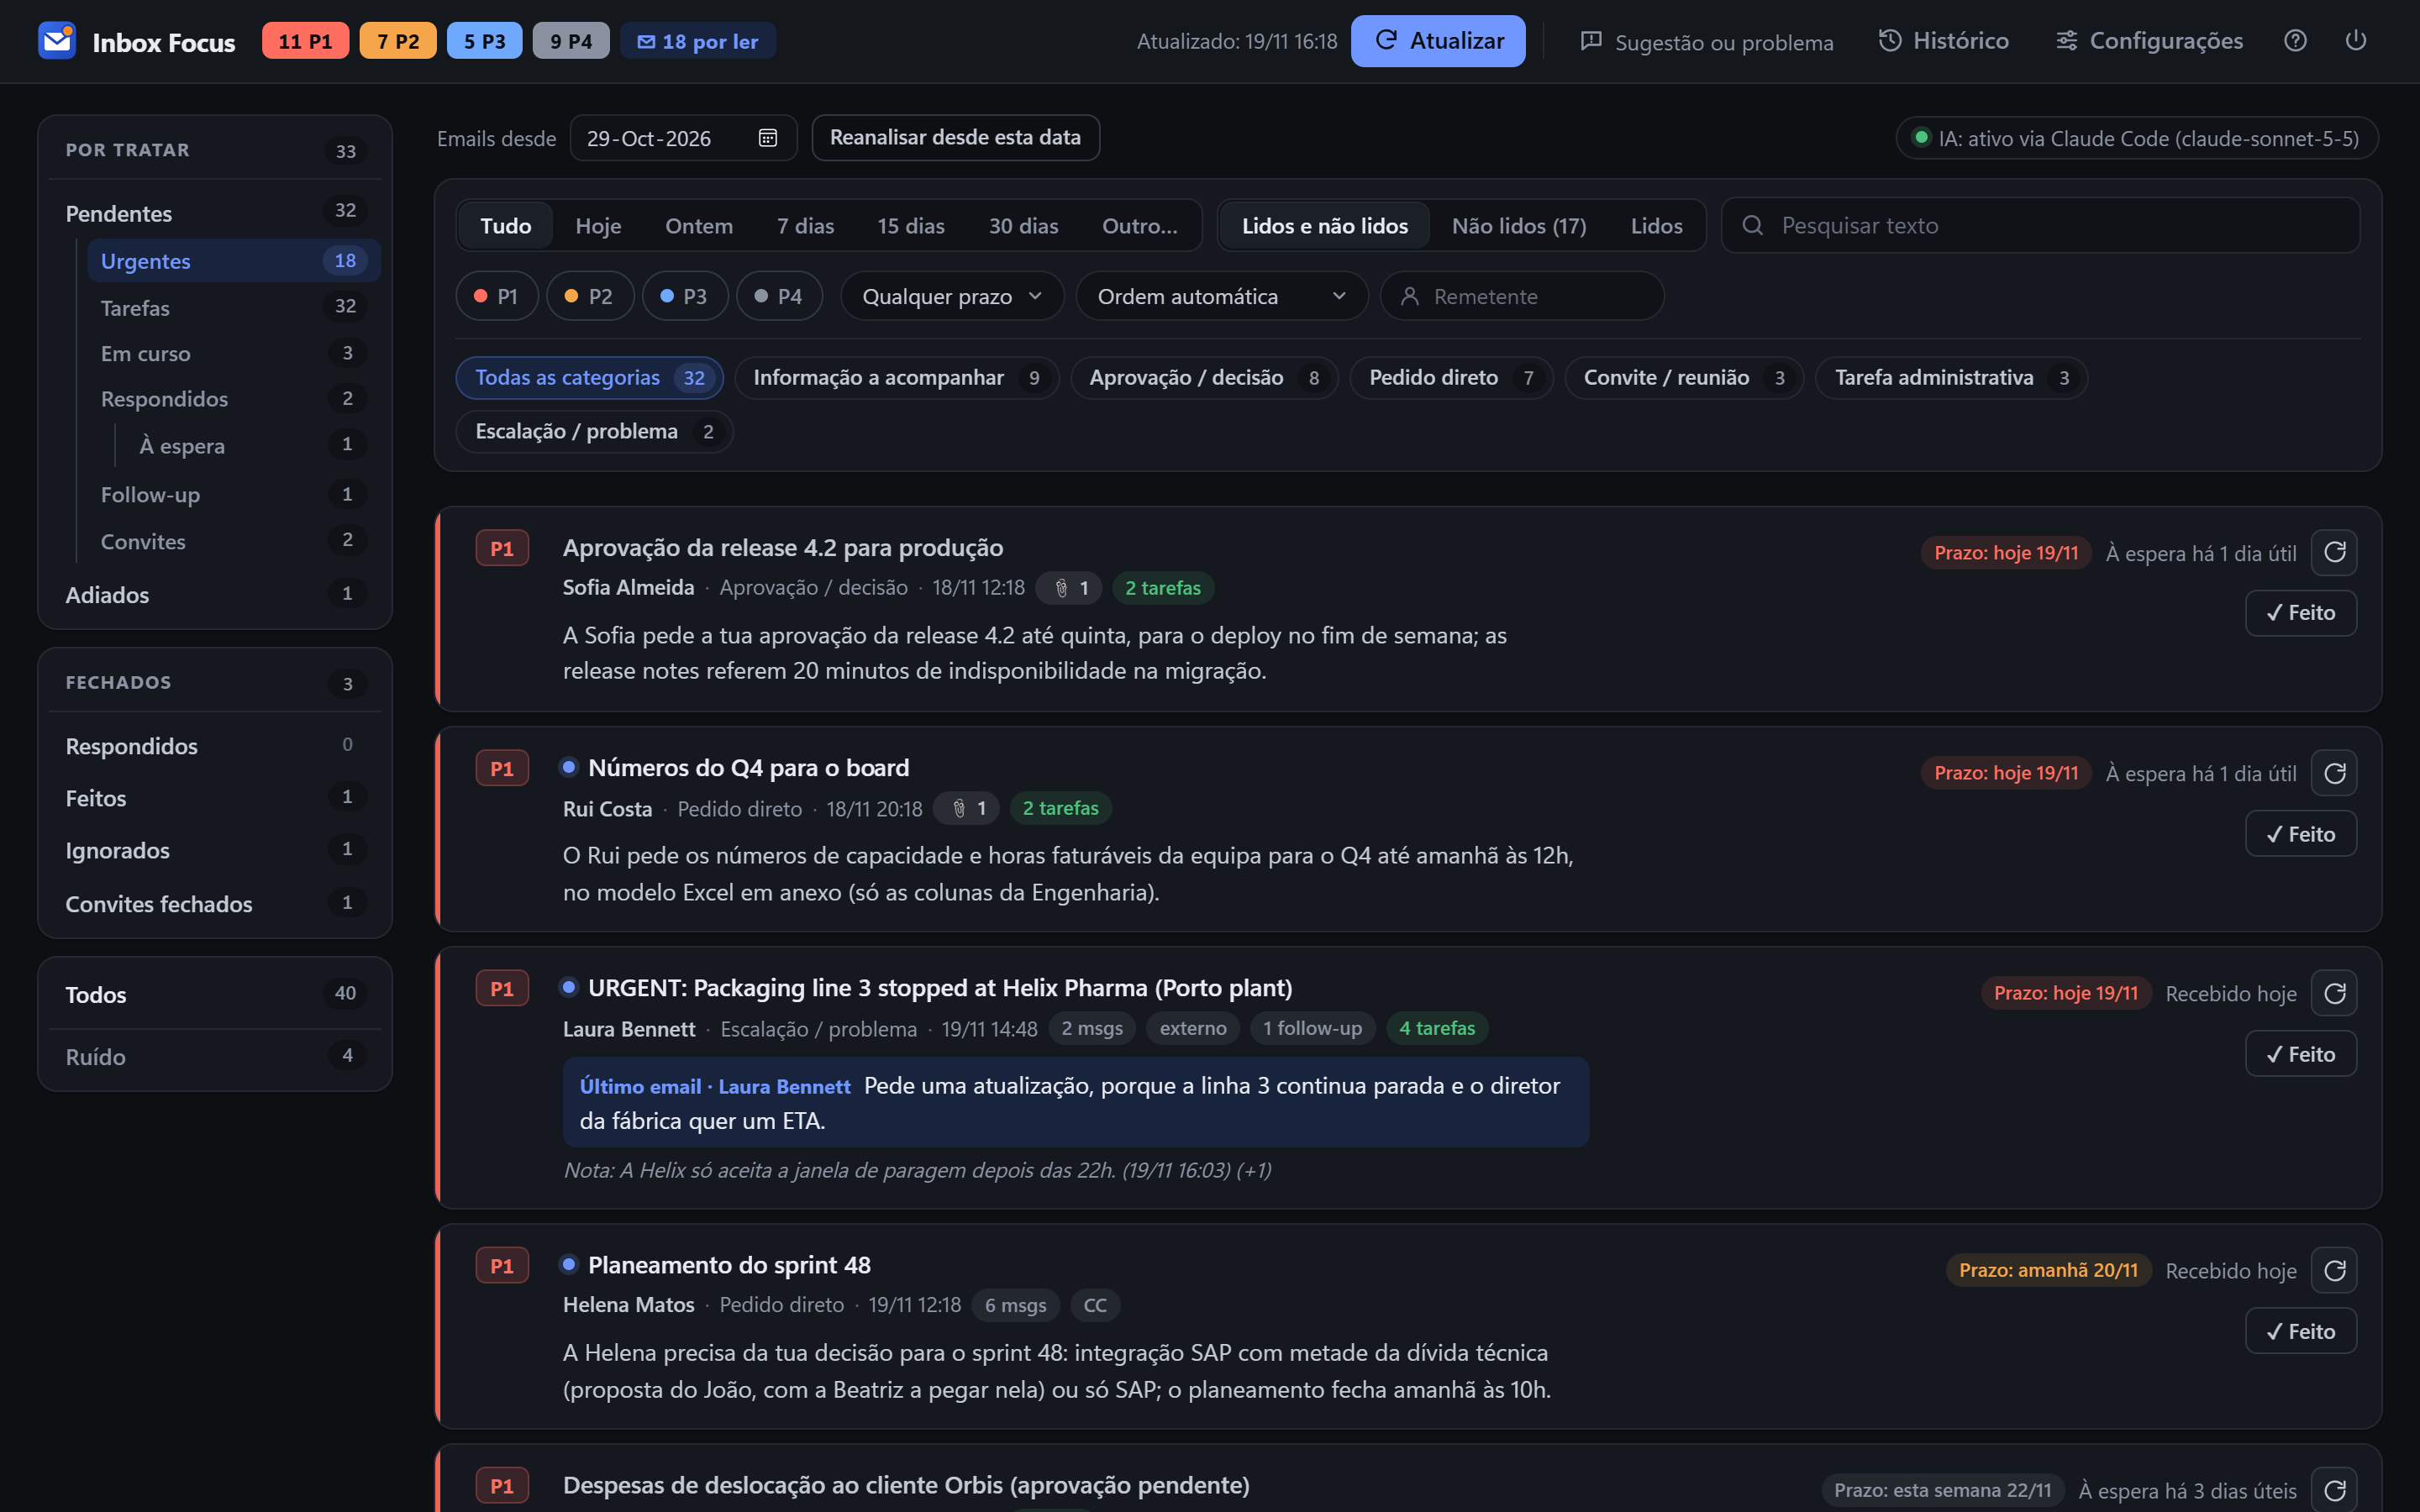 Inbox Focus 11 P1 7 P2 5 P3 9 P4 18 por ler Atualizado: 19/11 16:18 Atualizar Sugestão ou problema Histórico Configurações
POR TRATAR 33
Pendentes 32
Urgentes 18
Tarefas 32
Em curso 3
Respondidos 2
À espera 1
Follow-up 1
Convites 2
Adiados 1
FECHADOS 3
Respondidos 0
Feitos 1
Ignorados 1
Convites fechados 1
Todos 40
Ruído 4
Emails desde 29-Oct-2026 Reanalisar desde esta data IA: ativo via Claude Code (claude-sonnet-5-5)
Tudo Hoje Ontem 7 dias 15 dias 30 dias Outro... Lidos e não lidos Não lidos (17) Lidos Pesquisar texto
P1 P2 P3 P4 Qualquer prazo Ordem automática Remetente
Todas as categorias 32 Informação a acompanhar 9 Aprovação / decisão 8 Pedido direto 7 Convite / reunião 3 Tarefa administrativa 3
Escalação / problema 2
P1 Aprovação da release 4.2 para produção Prazo: hoje 19/11 À espera há 1 dia útil
Sofia Almeida · Aprovação / decisão · 18/11 12:18 1 2 tarefas
✓ Feito
A Sofia pede a tua aprovação da release 4.2 até quinta, para o deploy no fim de semana; as
release notes referem 20 minutos de indisponibilidade na migração.
P1 Números do Q4 para o board Prazo: hoje 19/11 À espera há 1 dia útil
Rui Costa · Pedido direto · 18/11 20:18 1 2 tarefas
✓ Feito
O Rui pede os números de capacidade e horas faturáveis da equipa para o Q4 até amanhã às 12h,
no modelo Excel em anexo (só as colunas da Engenharia).
P1 URGENT: Packaging line 3 stopped at Helix Pharma (Porto plant) Prazo: hoje 19/11 Recebido hoje
Laura Bennett · Escalação / problema · 19/11 14:48 2 msgs externo 1 follow-up 4 tarefas
✓ Feito
Último email · Laura Bennett Pede uma atualização, porque a linha 3 continua parada e o diretor
da fábrica quer um ETA.
Nota: A Helix só aceita a janela de paragem depois das 22h. (19/11 16:03) (+1)
P1 Planeamento do sprint 48 Prazo: amanhã 20/11 Recebido hoje
Helena Matos · Pedido direto · 19/11 12:18 6 msgs CC
✓ Feito
A Helena precisa da tua decisão para o sprint 48: integração SAP com metade da dívida técnica
(proposta do João, com a Beatriz a pegar nela) ou só SAP; o planeamento fecha amanhã às 10h.
P1 Despesas de deslocação ao cliente Orbis (aprovação pendente) Prazo: esta semana 22/11 À espera há 3 dias úteis